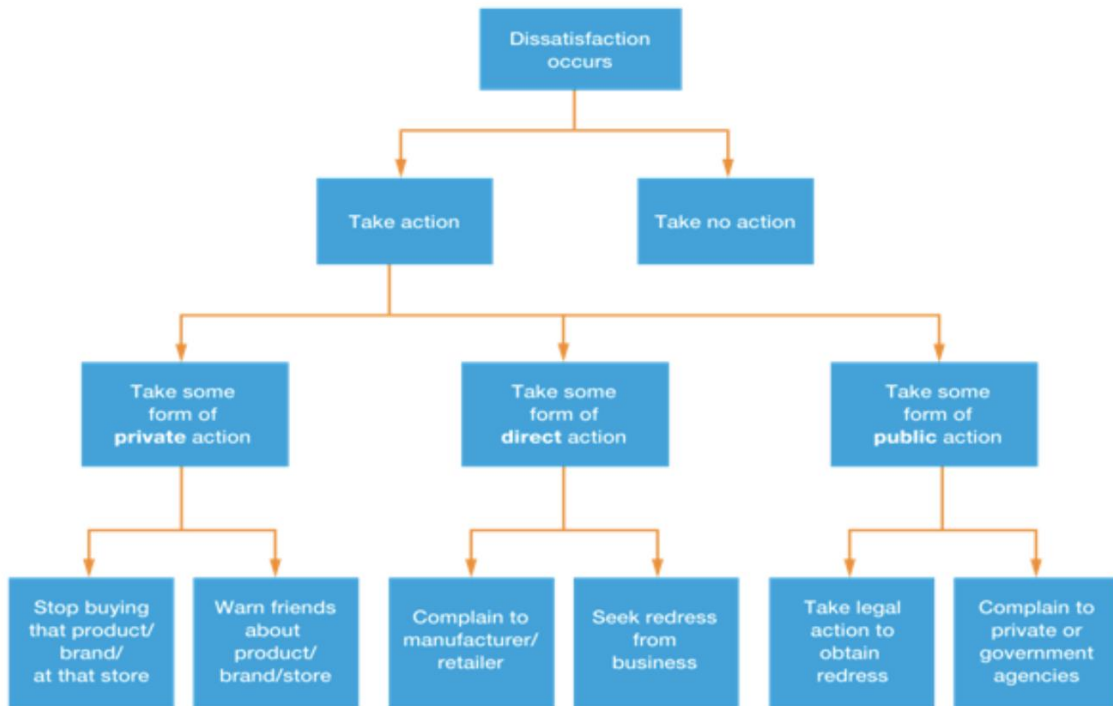 Dissatisfaction
occurs
Take action
Take no action
Take some
form of
private action
Take some
form of
direct action
Take some
form of
public action
Stop buying
that product/
brand/
at that store
Warn friends
about
product/
brand/store
Complain to
manufacturer/
retailer
Seek redress
from
business
Take legal
action to
obtain
redress
Complain to
private or
government
agencies